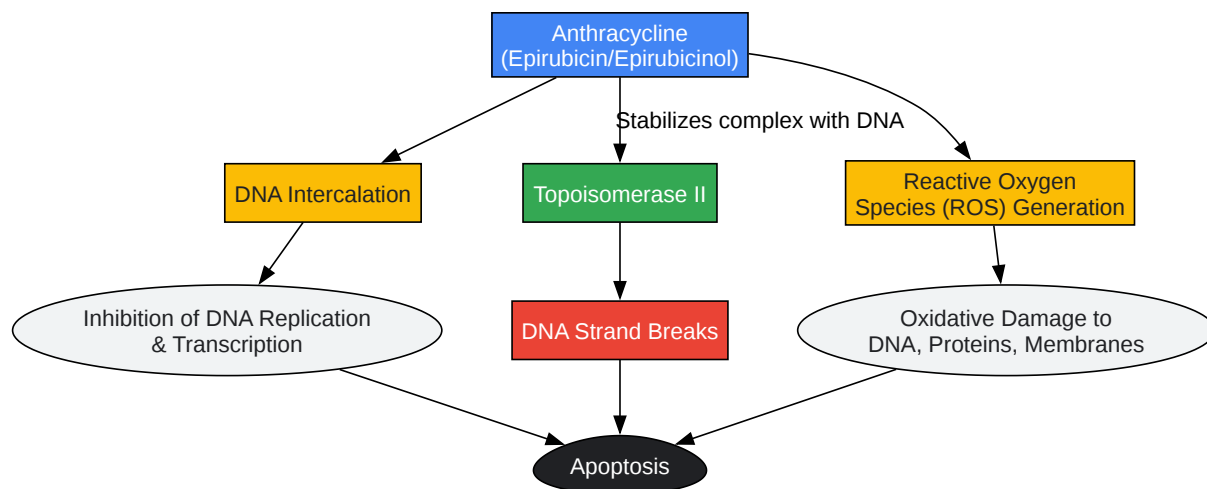 Anthracycline
(Epirubicin/Epirubicinol)
Stabilizes complex with DNA
DNA Intercalation
Topoisomerase II
Reactive Oxygen
Species (ROS) Generation
Inhibition of DNA Replication
& Transcription
DNA Strand Breaks
Oxidative Damage to
DNA, Proteins, Membranes
Apoptosis